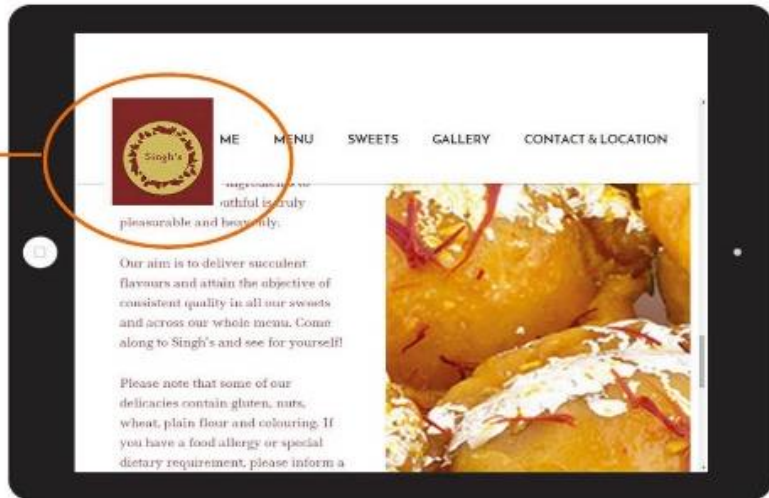 Singh's
ME MENU SWEETS GALLERY CONTACT & LOCATION
ingredients to
outhful is truly
pleasurable and heavenly.
Our aim is to deliver succulent
flavours and attain the objective of
consistent quality in all our sweets
and across our whole menu. Come
along to Singh's and see for yourself!
Please note that some of our
delicacies contain gluten, nuts,
wheat, plain flour and colouring. If
you have a food allergy or special
dietary requirement, please inform a